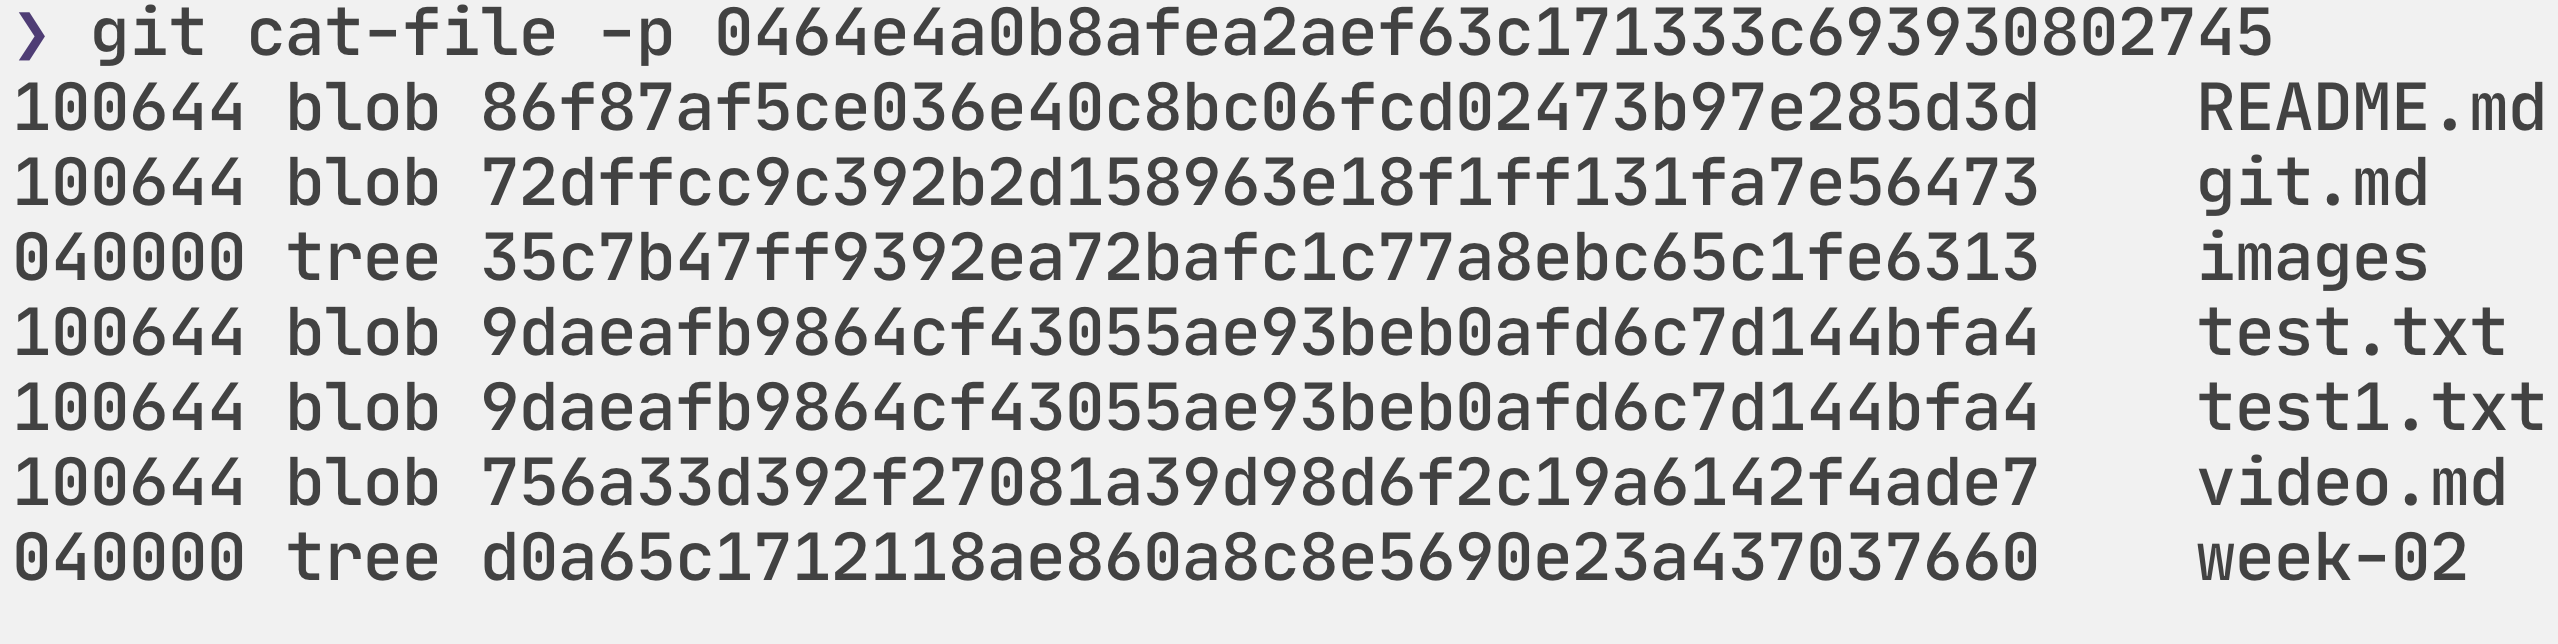 ❯ git cat-file -p 0464e4a0b8afea2aef63c171333c693930802745
100644 blob 86f87af5ce036e40c8bc06fcd02473b97e285d3d    README.md
100644 blob 72dffcc9c392b2d158963e18f1ff131fa7e56473    git.md
040000 tree 35c7b47ff9392ea72bafc1c77a8ebc65c1fe6313    images
100644 blob 9daeafb9864cf43055ae93beb0afd6c7d144bfa4    test.txt
100644 blob 9daeafb9864cf43055ae93beb0afd6c7d144bfa4    test1.txt
100644 blob 756a33d392f27081a39d98d6f2c19a6142f4ade7    video.md
040000 tree d0a65c1712118ae860a8c8e5690e23a437037660    week-02